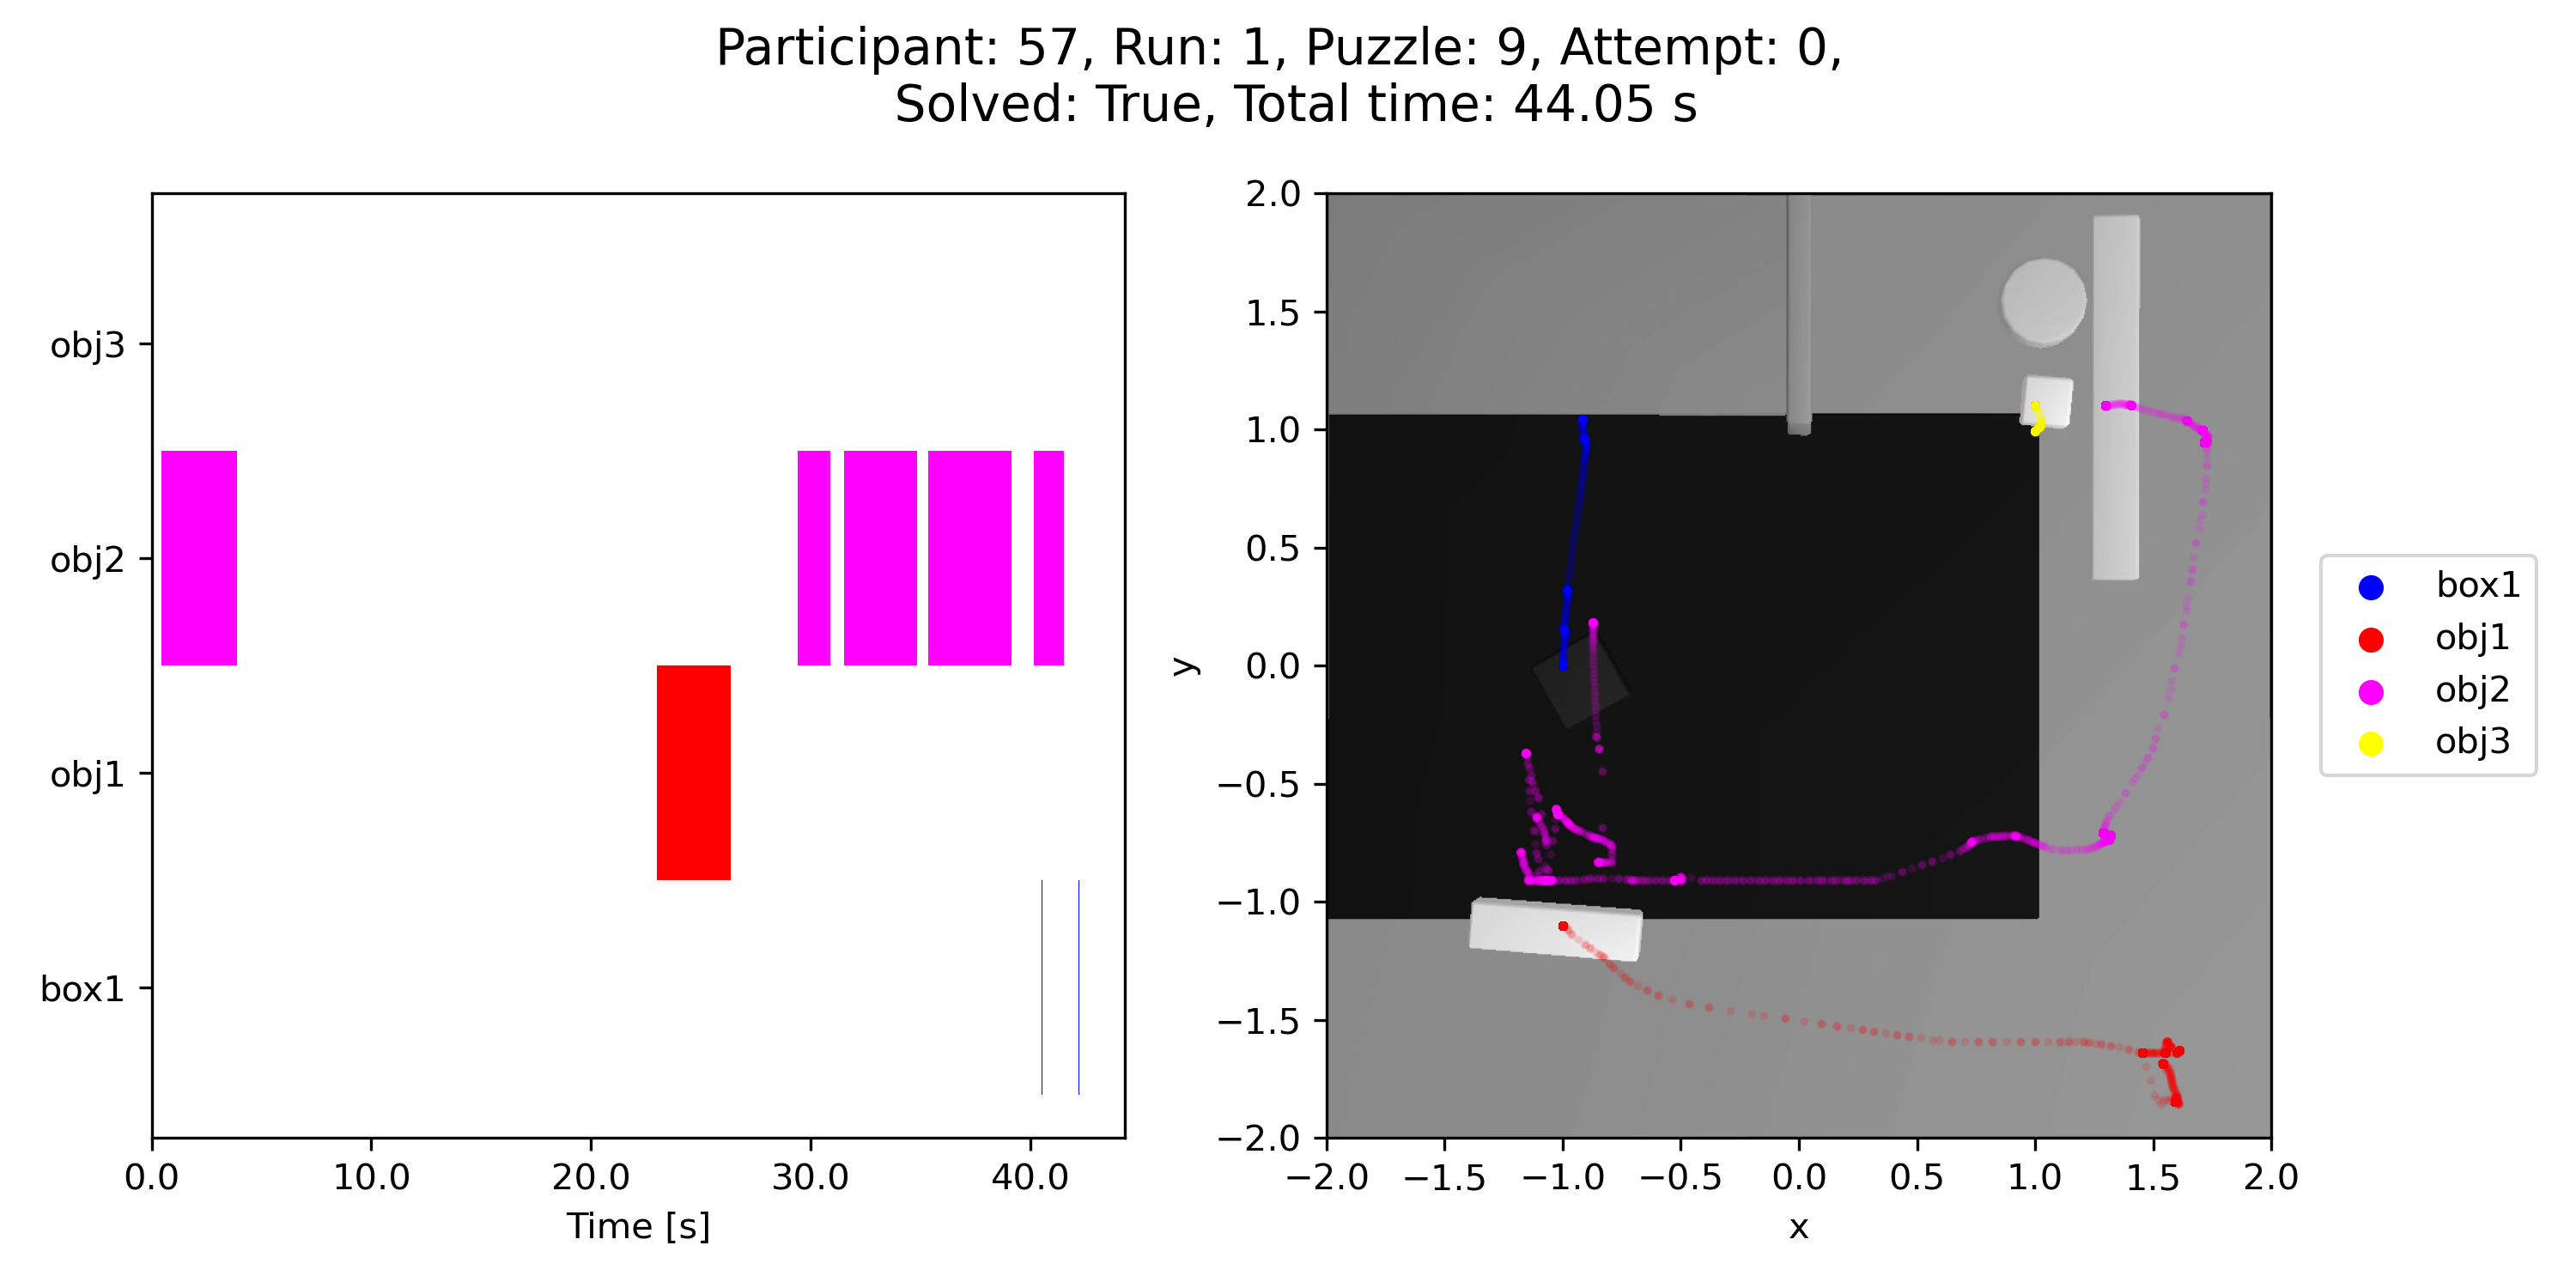 Participant: 57, Run: 1, Puzzle: 9, Attempt: 0,
Solved: True, Total time: 44.05 s
obj3
obj2
obj1
box1
0.0 10.0 20.0 30.0 40.0
Time [s]
2.0
1.5
1.0
0.5
0.0
−0.5
−1.0
−1.5
−2.0
y
−2.0 −1.5 −1.0 −0.5 0.0 0.5 1.0 1.5 2.0
x
box1
obj1
obj2
obj3